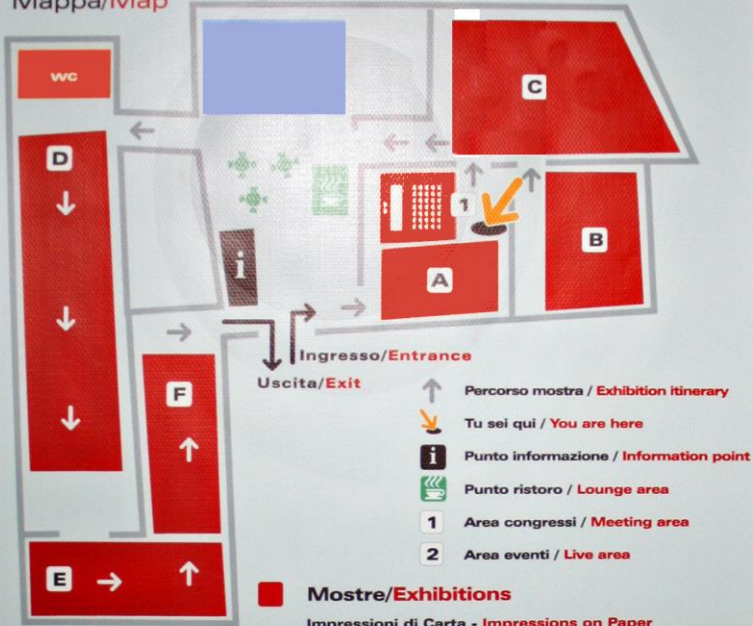 Mappa/Map
wc
C
D
1
B
i
A
Ingresso/Entrance
Uscita/Exit
F
Percorso mostra / Exhibition itinerary
Tu sei qui / You are here
i Punto informazione / Information point
Punto ristoro / Lounge area
1 Area congressi / Meeting area
2 Area eventi / Live area
E
Mostre/Exhibitions
Impressioni di Carta - Impressions on Paper